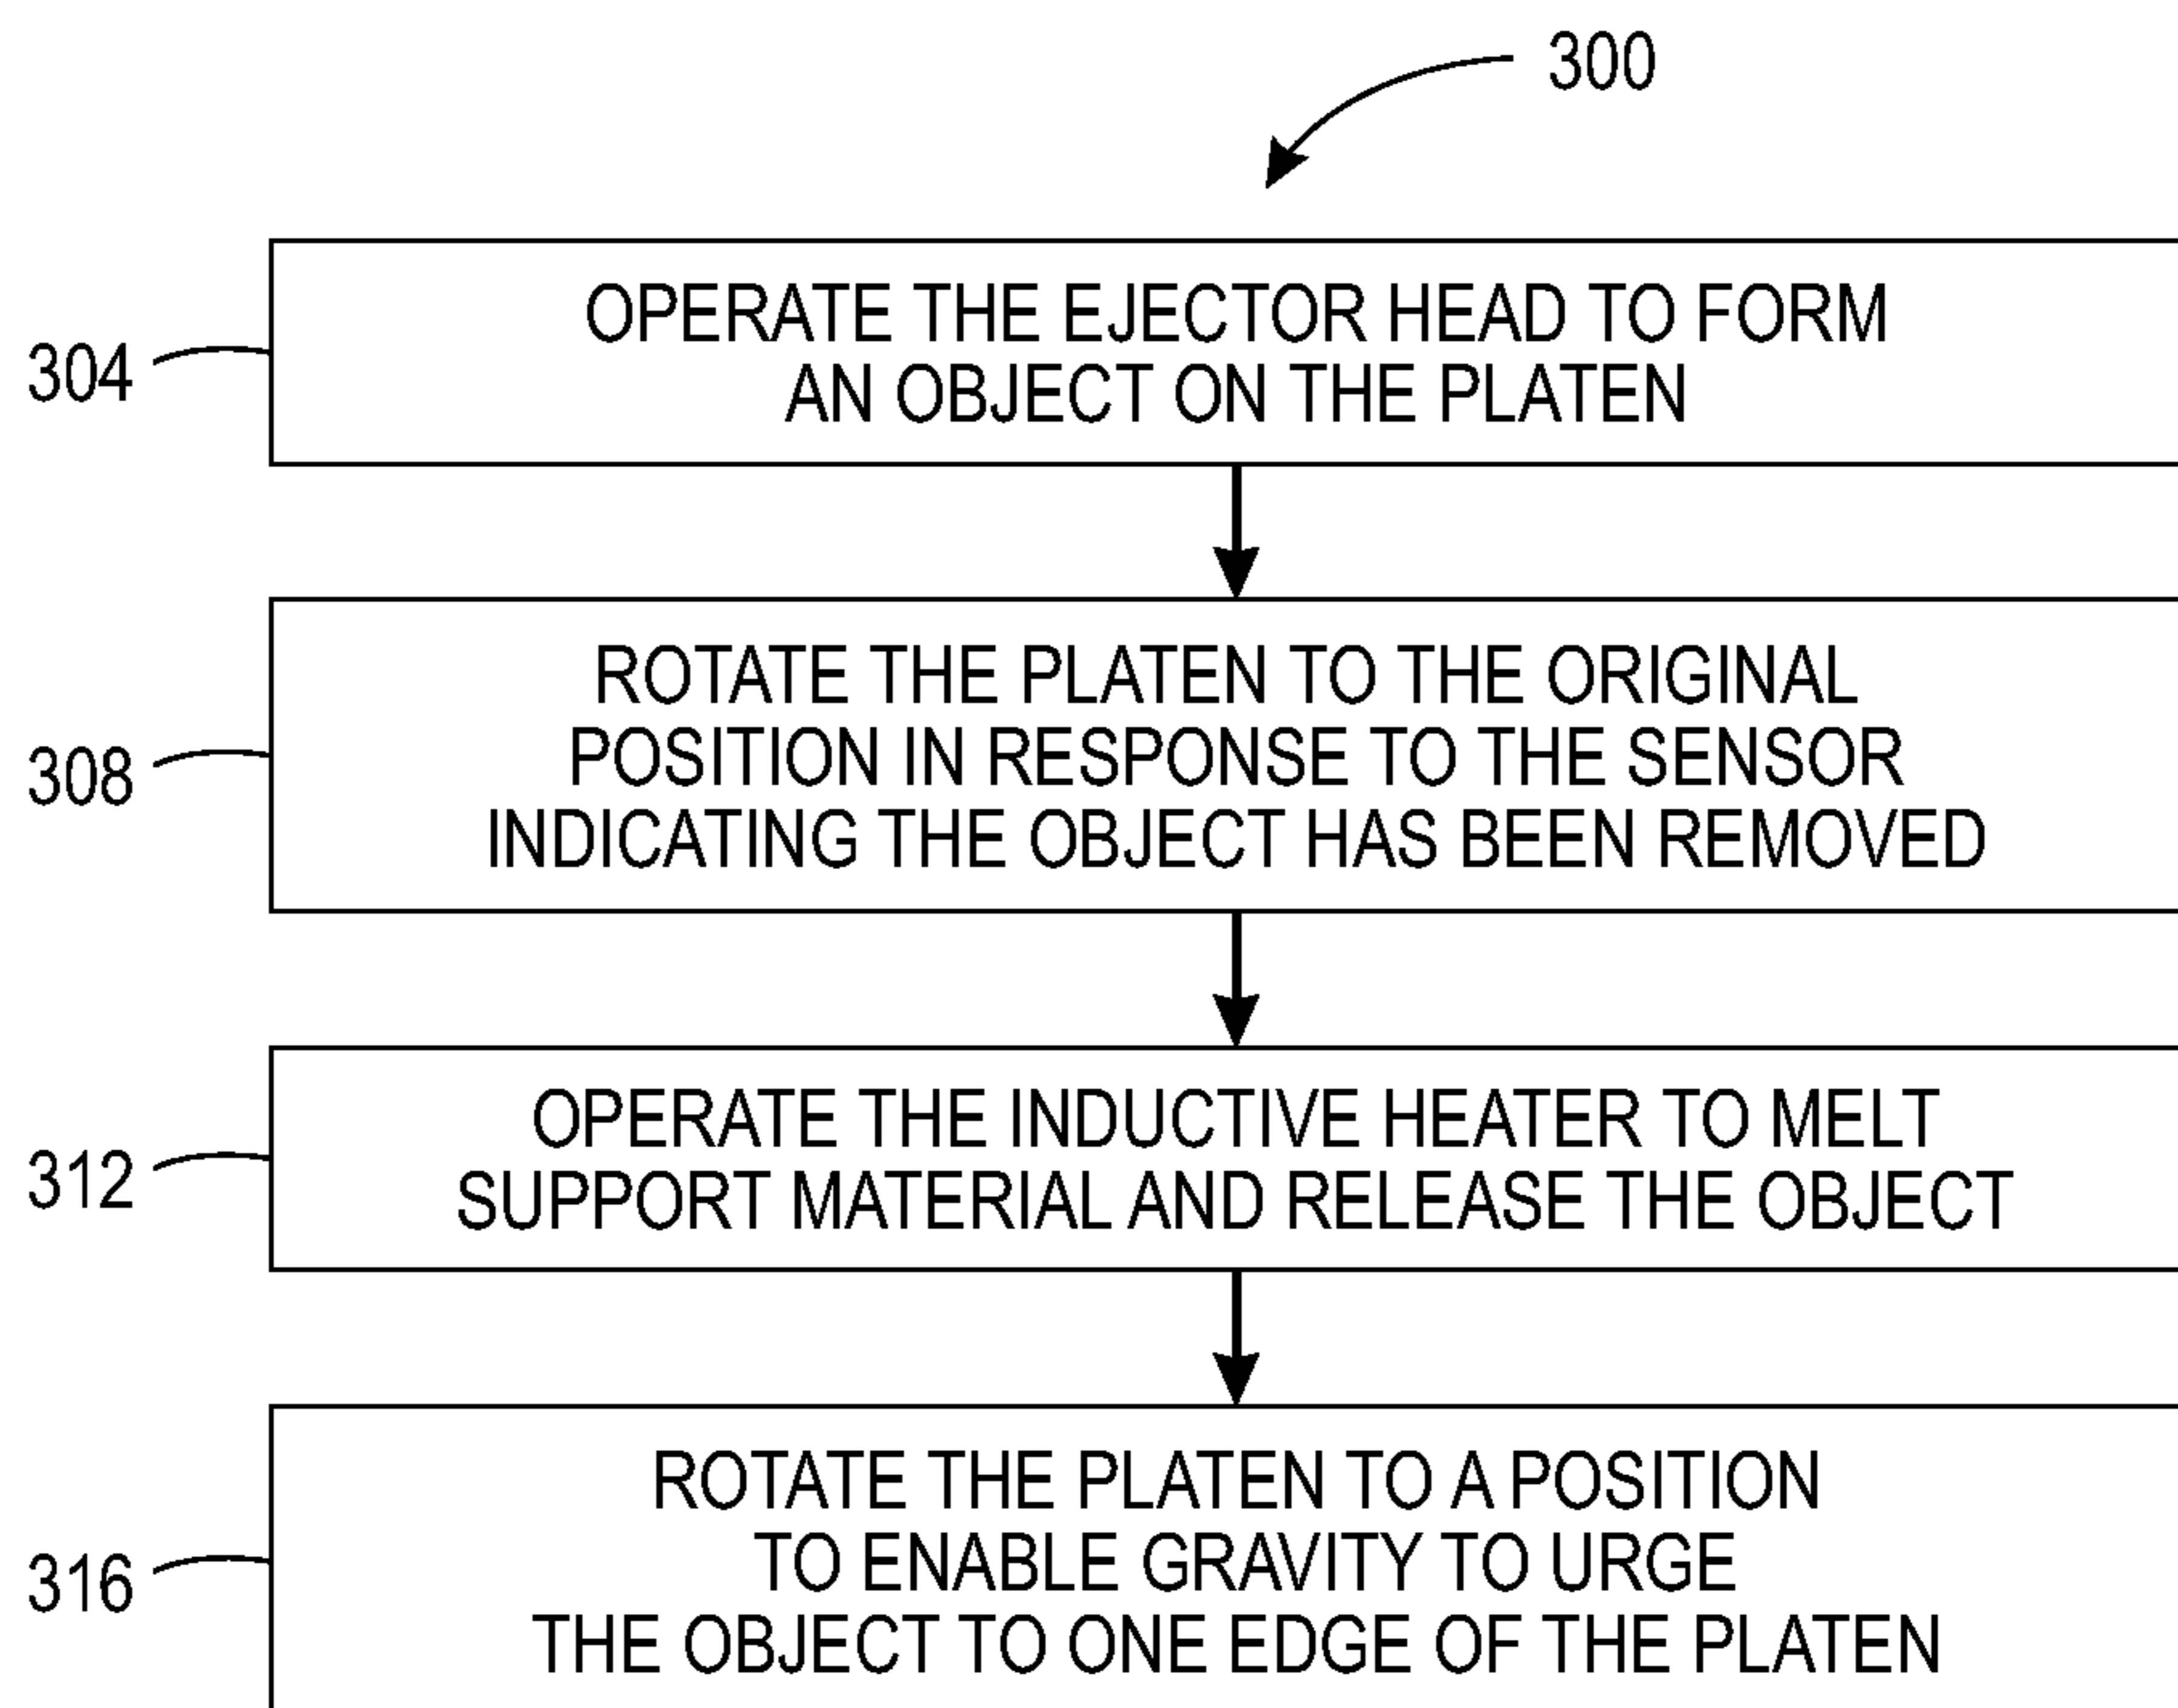 300
304
OPERATE THE EJECTOR HEAD TO FORM
AN OBJECT ON THE PLATEN
308
ROTATE THE PLATEN TO THE ORIGINAL
POSITION IN RESPONSE TO THE SENSOR
INDICATING THE OBJECT HAS BEEN REMOVED
312
OPERATE THE INDUCTIVE HEATER TO MELT
SUPPORT MATERIAL AND RELEASE THE OBJECT
316
ROTATE THE PLATEN TO A POSITION
TO ENABLE GRAVITY TO URGE
THE OBJECT TO ONE EDGE OF THE PLATEN